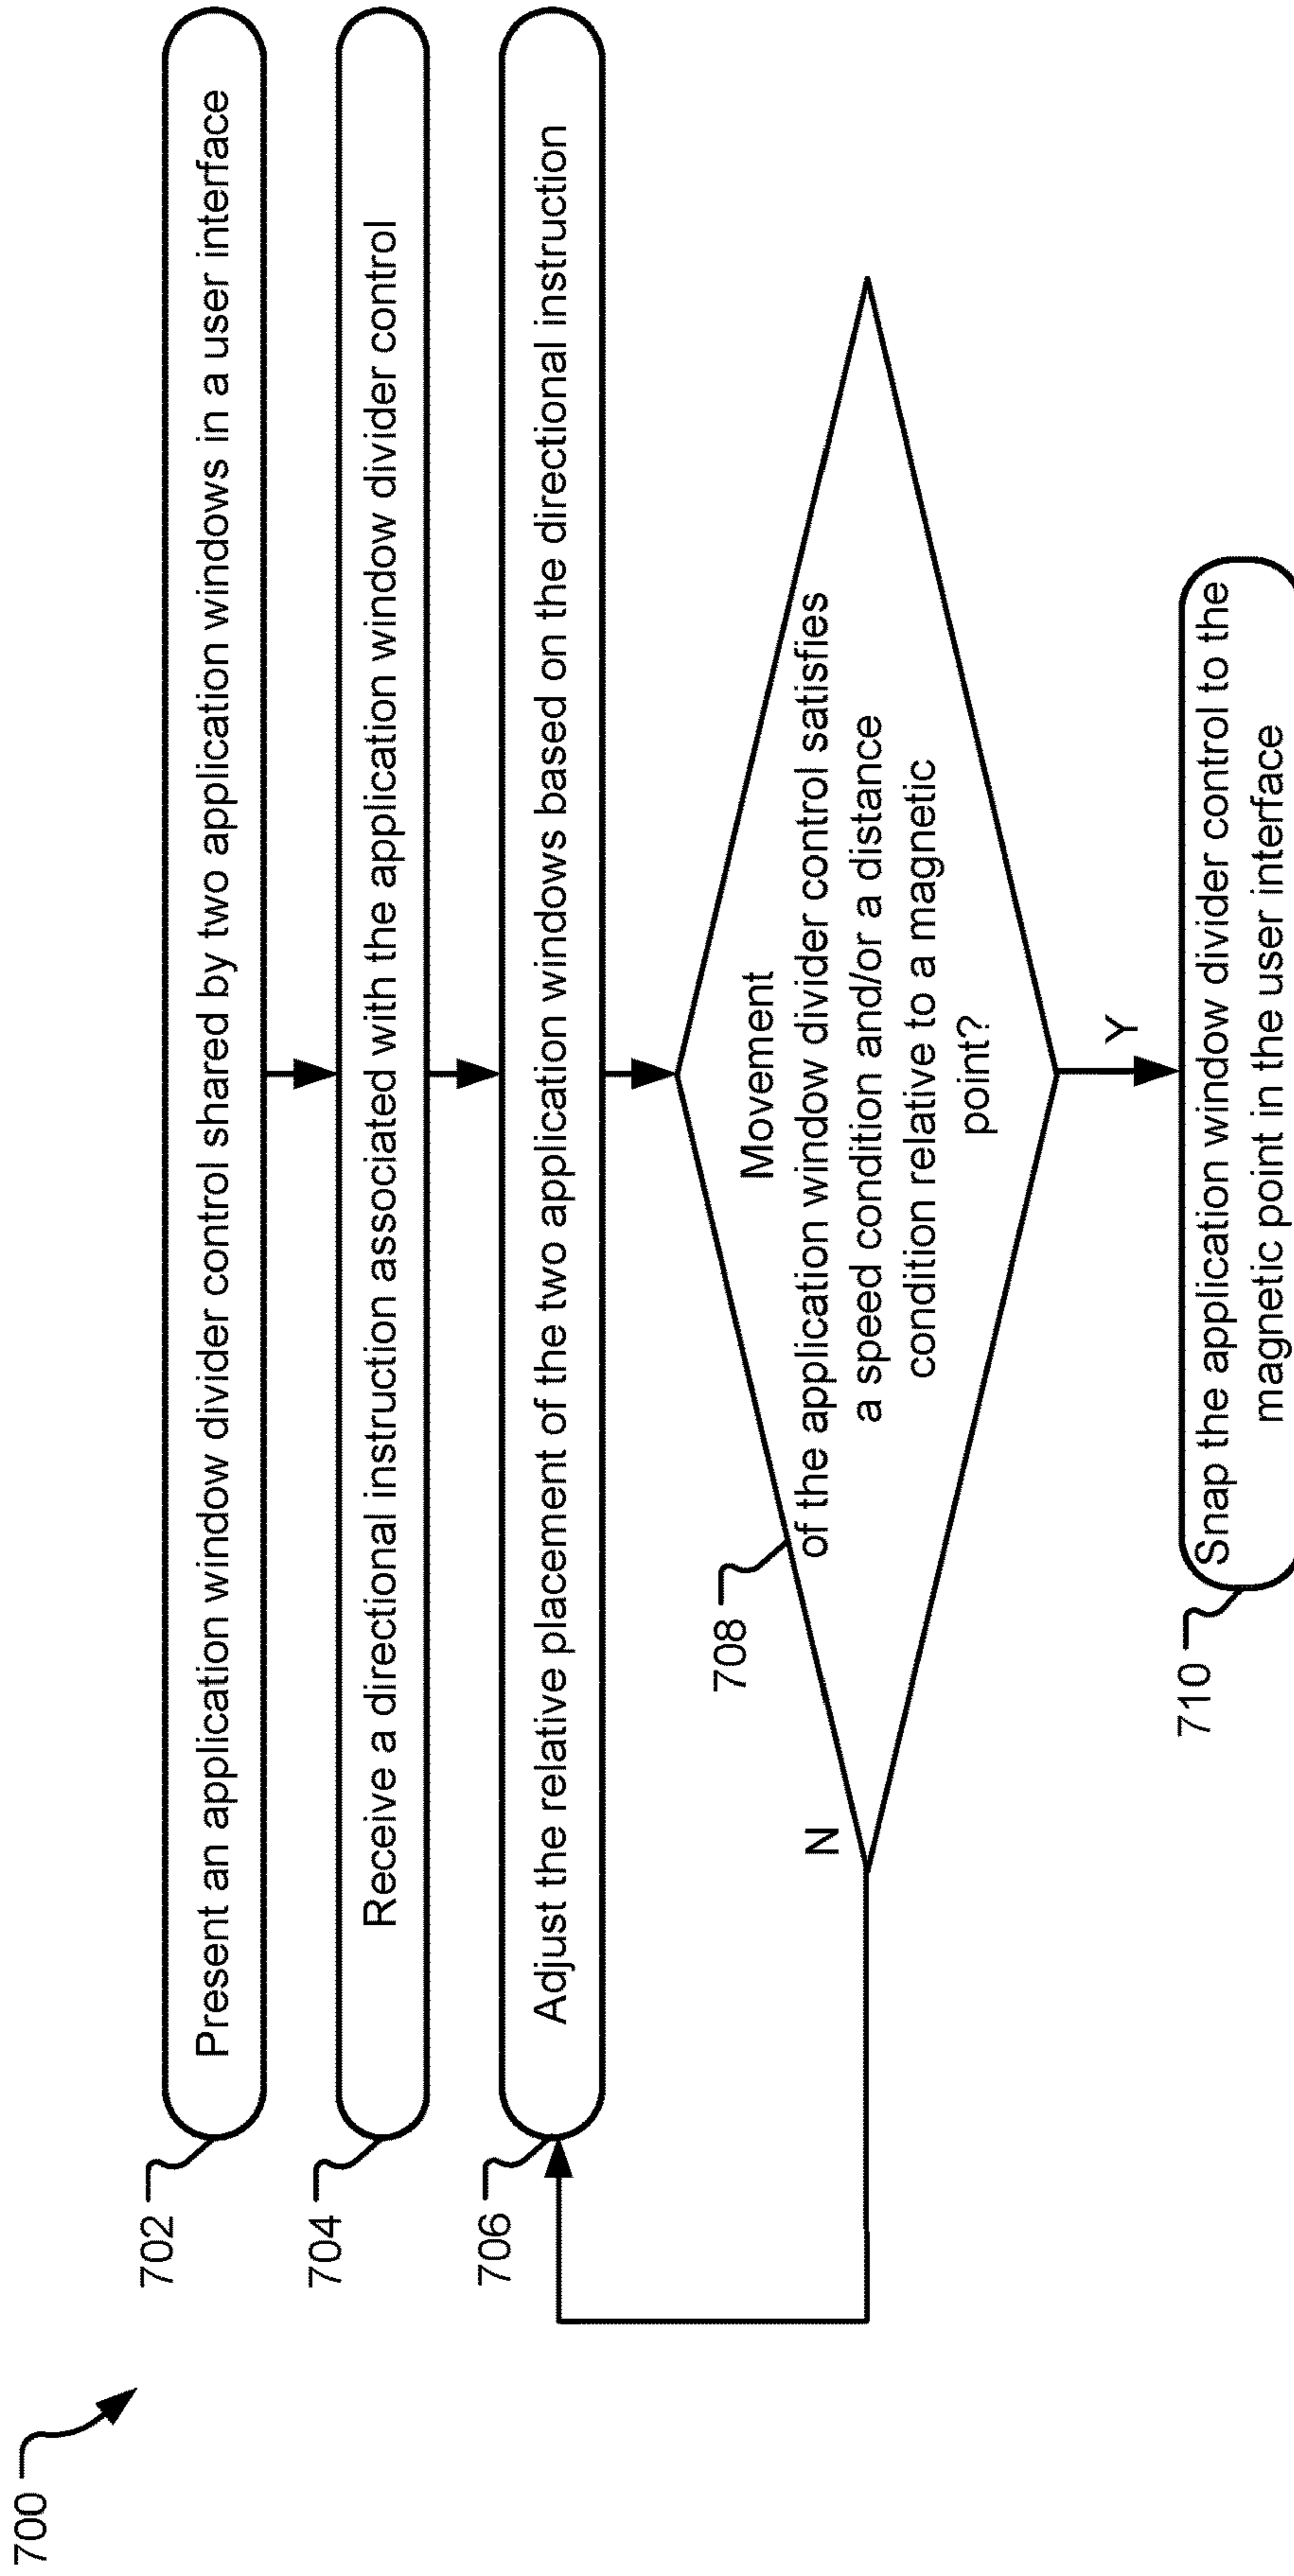 700
702
Present an application window divider control shared by two application windows in a user interface
704
Receive a directional instruction associated with the application window divider control
706
Adjust the relative placement of the two application windows based on the directional instruction
708
Movement
of the application window divider control satisfies
a speed condition and/or a distance
condition relative to a magnetic
point?
N
Y
710
Snap the application window divider control to the
magnetic point in the user interface